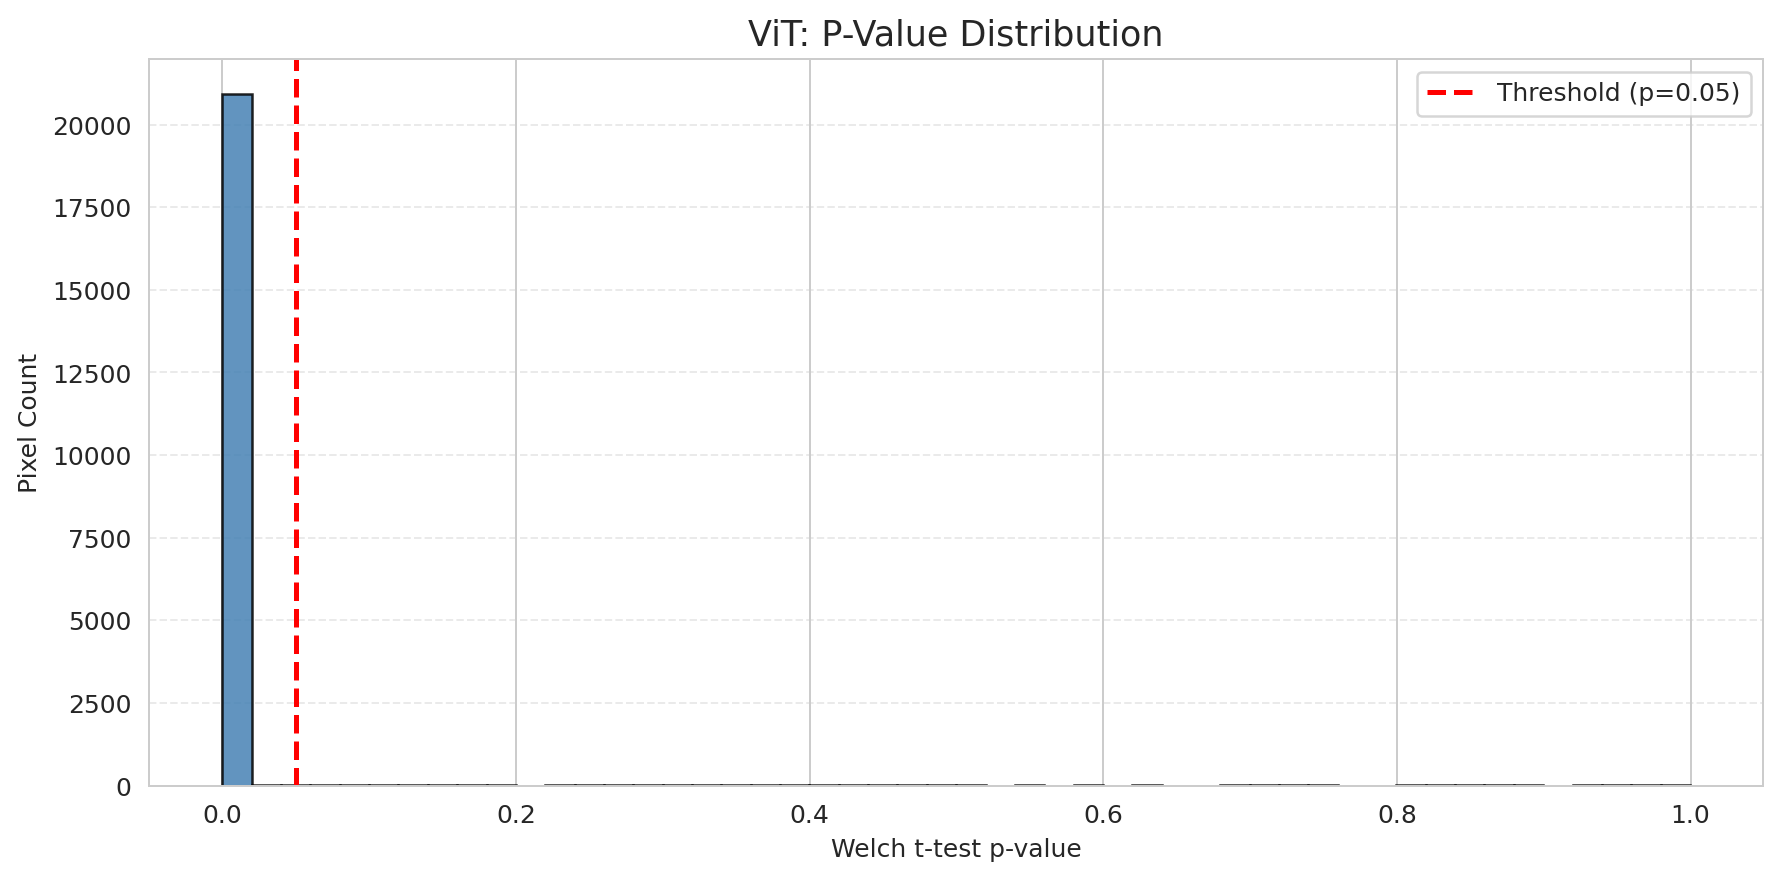 ViT: P-Value Distribution
Threshold (p=0.05)
20000
17500
15000
12500
10000
7500
5000
2500
0
Pixel Count
0.0 0.2 0.4 0.6 0.8 1.0
Welch t-test p-value